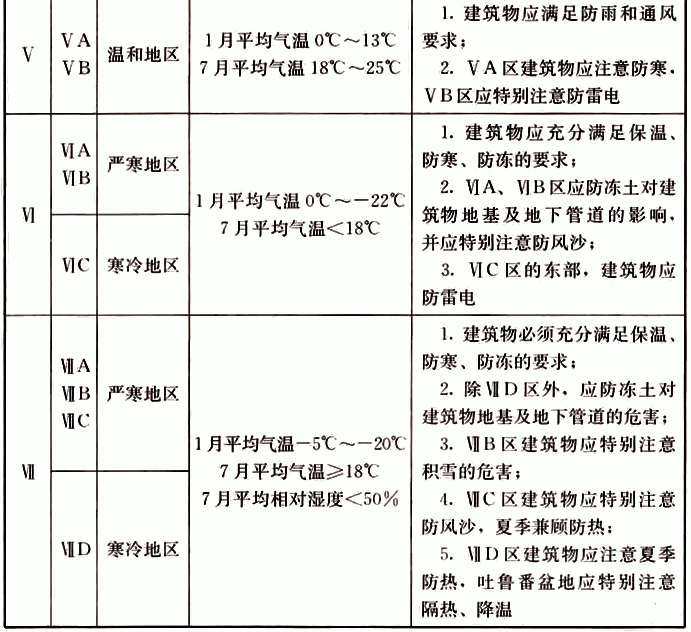 Ⅴ
ⅤA
ⅤB
温和地区
1月平均气温0℃～13℃
7月平均气温18℃～25℃
1. 建筑物应满足防雨和通风
要求；
2. ⅤA区建筑物应注意防寒，
ⅤB区应特别注意防雷电
Ⅵ
ⅥA
ⅥB
严寒地区
ⅥC
寒冷地区
1月平均气温0℃～－22℃
7月平均气温＜18℃
1. 建筑物应充分满足保温、
防寒、防冻的要求；
2. ⅥA、ⅥB区应防冻土对建
筑物地基及地下管道的影响，
并应特别注意防风沙；
3. ⅥC区的东部，建筑物应
防雷电
Ⅶ
ⅦA
ⅦB
ⅦC
严寒地区
ⅦD
寒冷地区
1月平均气温－5℃～－20℃
7月平均气温≥18℃
7月平均相对湿度＜50%
1. 建筑物必须充分满足保温、
防寒、防冻的要求；
2. 除ⅦD区外，应防冻土对
建筑物地基及地下管道的危害；
3. ⅦB区建筑物应特别注意
积雪的危害；
4. ⅦC区建筑物应特别注意
防风沙，夏季兼顾防热；
5. ⅦD区建筑物应注意夏季
防热，吐鲁番盆地应特别注意
隔热、降温